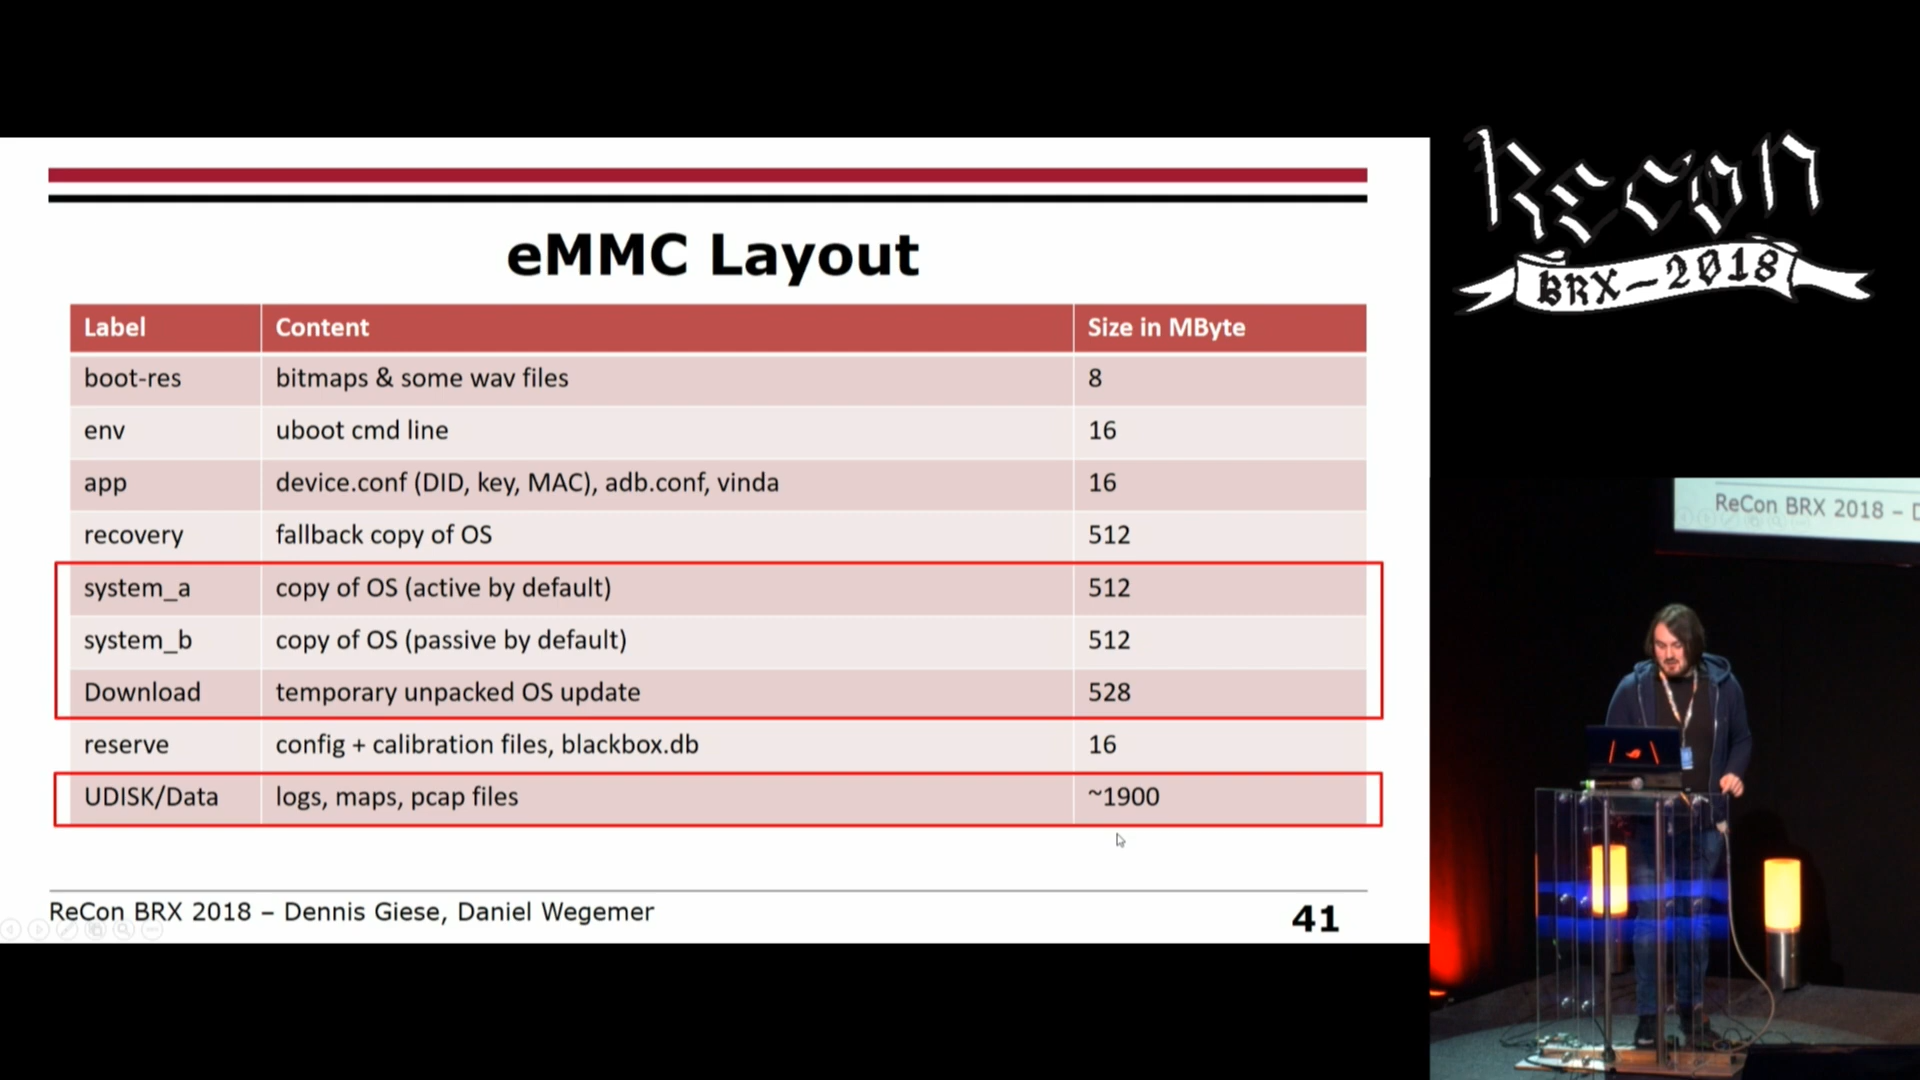 eMMC Layout
Label Content Size in MByte
boot-res bitmaps & some wav files 8
env uboot cmd line 16
app device.conf (DID, key, MAC), adb.conf, vinda 16
recovery fallback copy of OS 512
system_a copy of OS (active by default) 512
system_b copy of OS (passive by default) 512
Download temporary unpacked OS update 528
reserve config + calibration files, blackbox.db 16
UDISK/Data logs, maps, pcap files ~1900
ReCon BRX 2018 – Dennis Giese, Daniel Wegemer
41
Recon
BRX-2018
ReCon BRX 2018 –